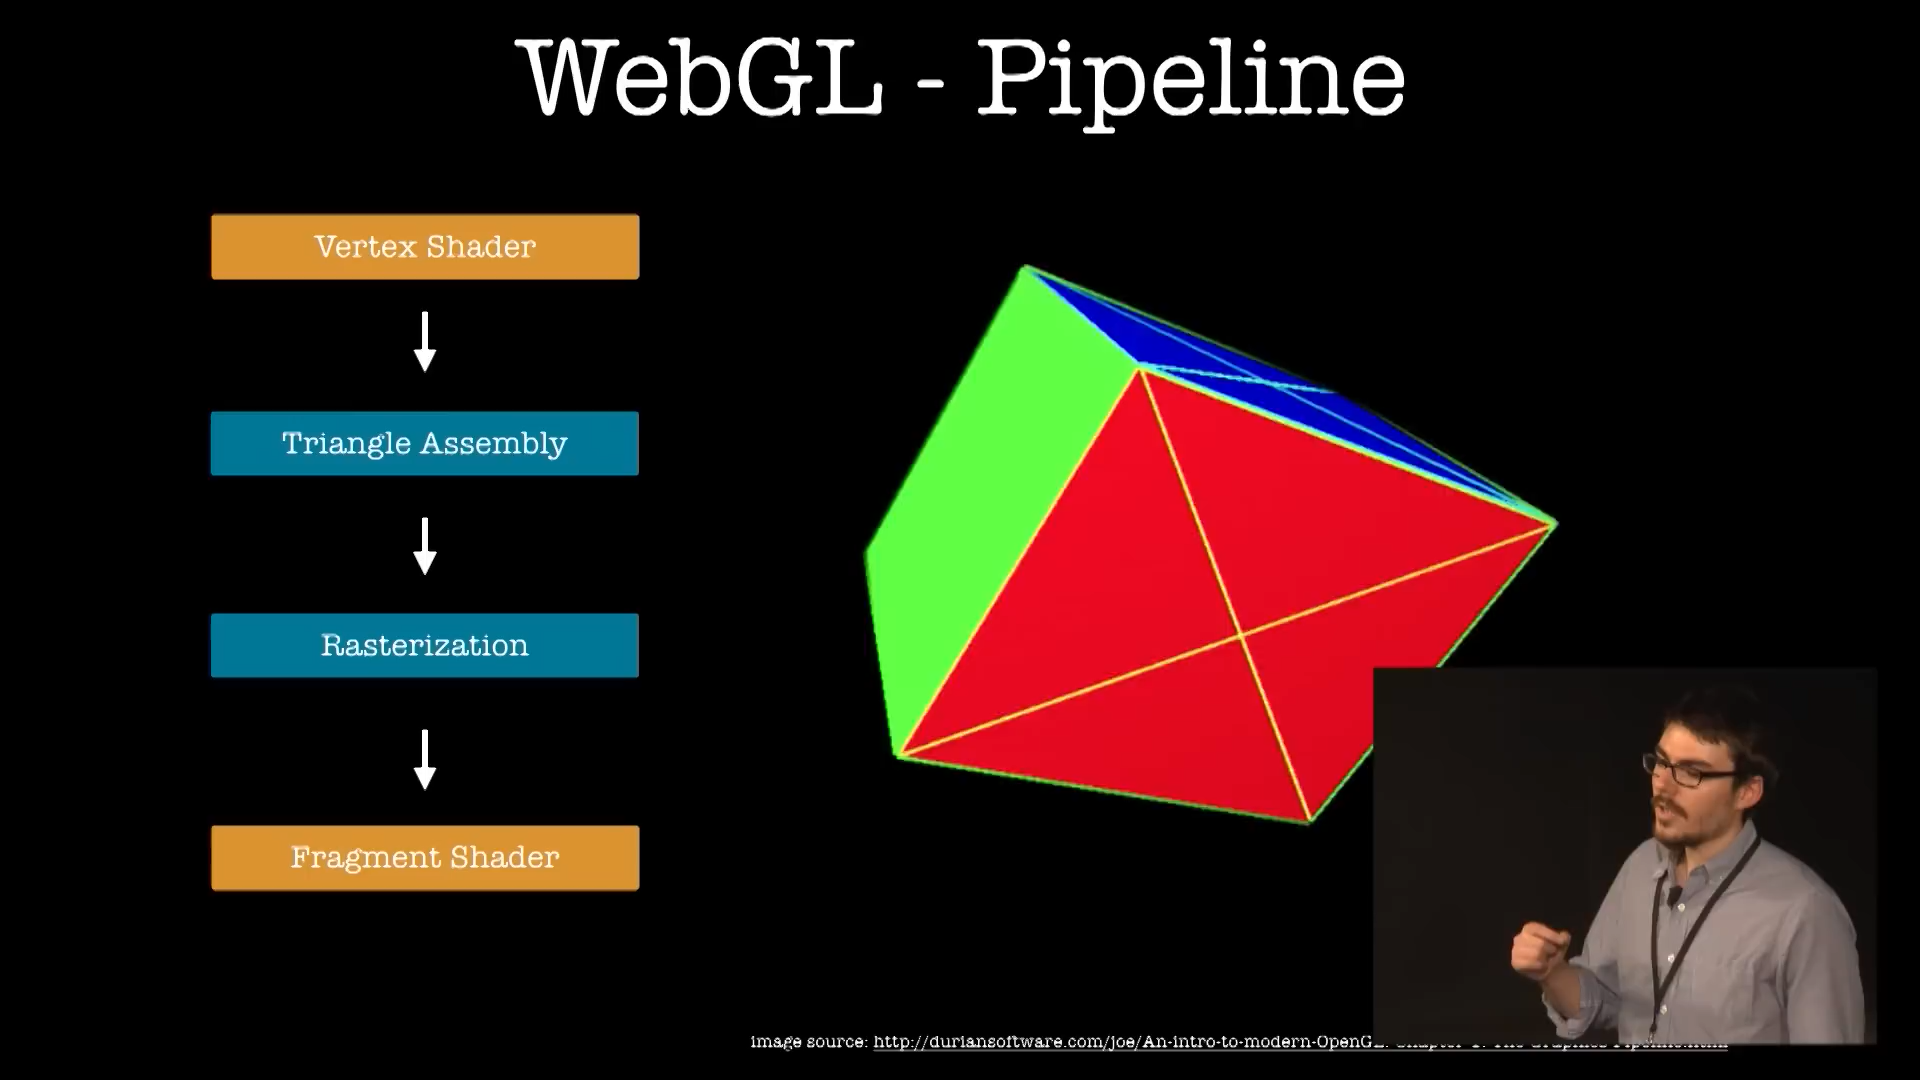 WebGL - Pipeline
Vertex Shader
Triangle Assembly
Rasterization
Fragment Shader
image source: http://duriansoftware.com/joe/An-intro-to-modern-OpenGL.